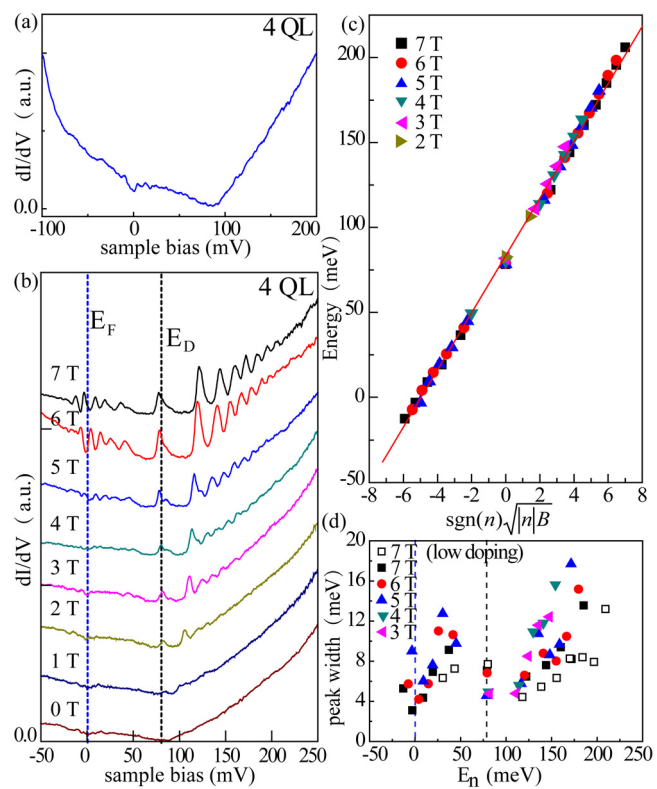 (a)
4 QL
dI/dV ( a.u.)
0.0
-100 0 100 200
sample bias (mV)
(b)
4 QL
E_F
E_D
7 T
6 T
5 T
4 T
3 T
2 T
1 T
0 T
dI/dV ( a.u.)
0.0
-50 0 50 100 150 200 250
sample bias (mV)
(c)
7 T
6 T
5 T
4 T
3 T
2 T
Energy (meV)
200
150
100
50
0
-50
-8 -6 -4 -2 0 2 4 6 8
sgn(n)√|n|B
(d)
7 T (low doping)
7 T
6 T
5 T
4 T
3 T
peak width (meV)
20
16
12
8
4
-50 0 50 100 150 200 250
E_n (meV)